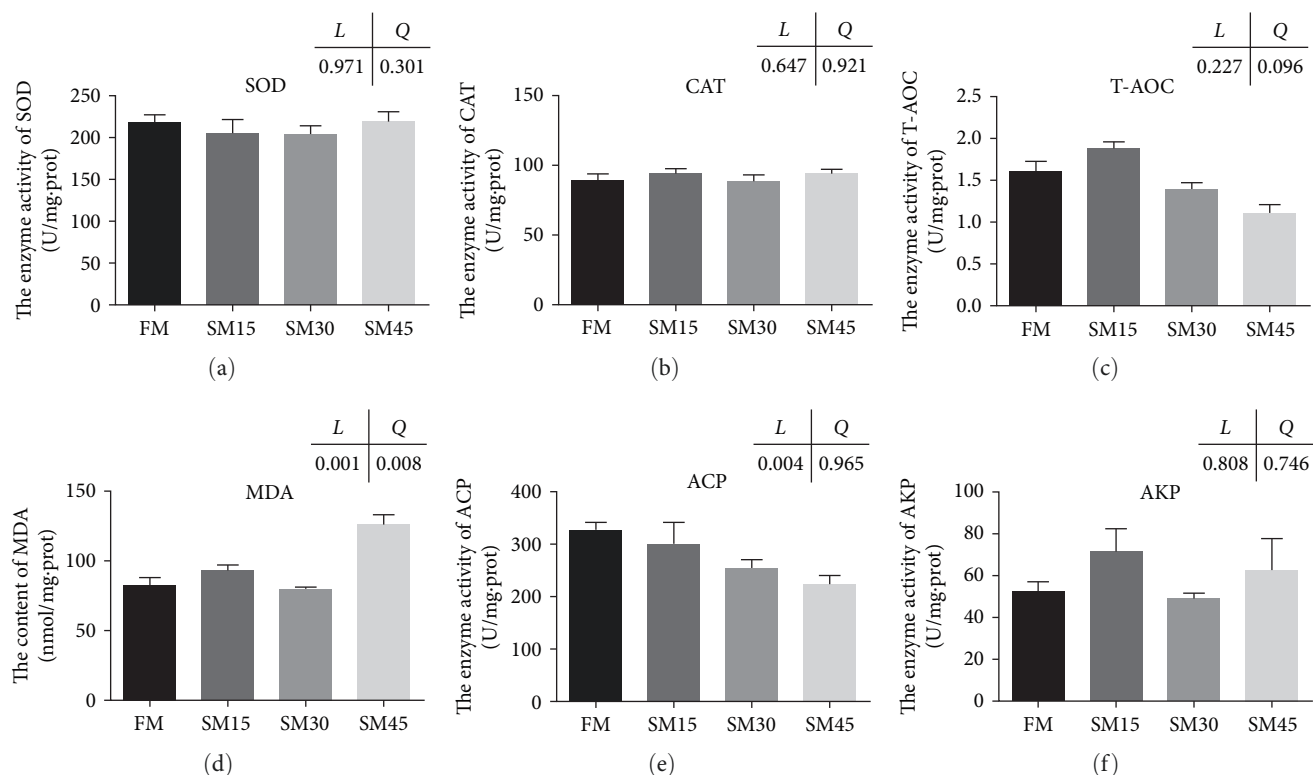 L Q
0.971 0.301
SOD
The enzyme activity of SOD
(U/mg·prot)
250
200
150
100
50
0
FM SM15 SM30 SM45
(a)
L Q
0.647 0.921
CAT
The enzyme activity of CAT
(U/mg·prot)
150
100
50
0
FM SM15 SM30 SM45
(b)
L Q
0.227 0.096
T-AOC
The enzyme activity of T-AOC
(U/mg·prot)
2.5
2.0
1.5
1.0
0.5
0.0
FM SM15 SM30 SM45
(c)
L Q
0.001 0.008
MDA
The content of MDA
(nmol/mg·prot)
150
100
50
0
FM SM15 SM30 SM45
(d)
L Q
0.004 0.965
ACP
The enzyme activity of ACP
(U/mg·prot)
400
300
200
300
0
FM SM15 SM30 SM45
(e)
L Q
0.808 0.746
AKP
The enzyme activity of AKP
(U/mg·prot)
100
80
60
40
20
0
FM SM15 SM30 SM45
(f)